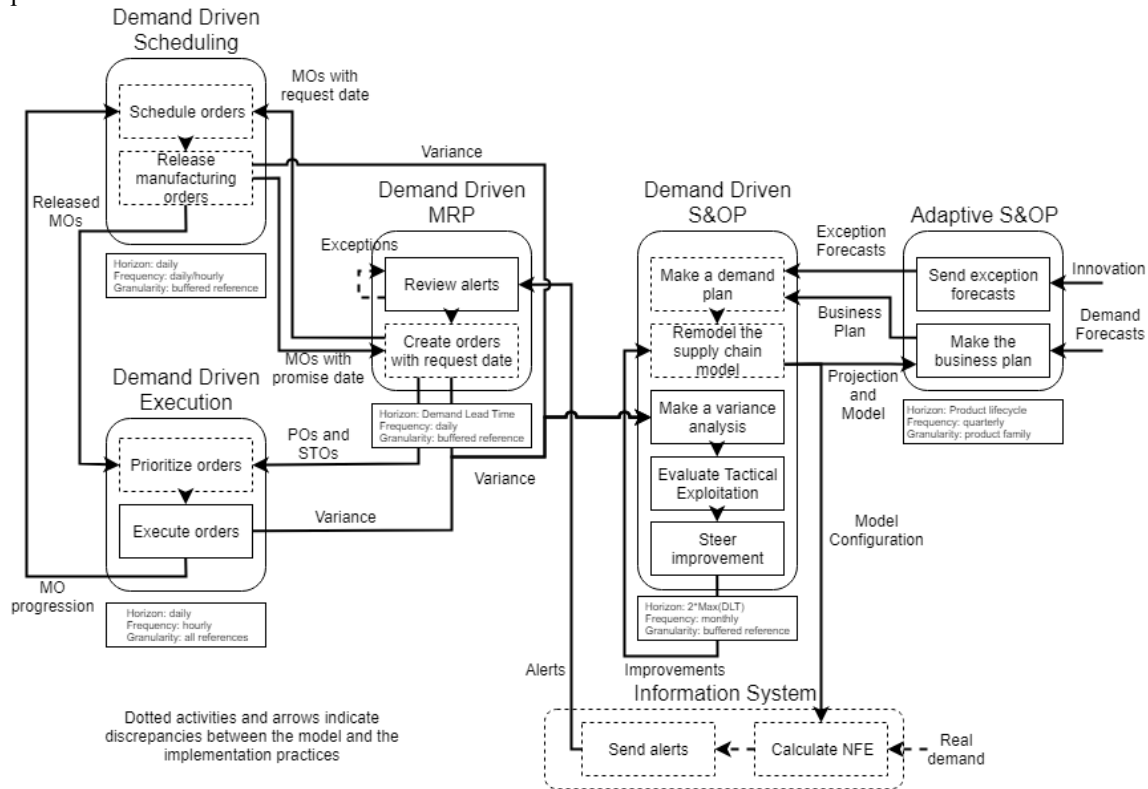 Demand Driven
Scheduling
Schedule orders
Release
manufacturing
orders
Horizon: daily
Frequency: daily/hourly
Granularity: buffered reference
MOs with
request date
Variance
Released
MOs
Demand Driven
MRP
Exceptions
Review alerts
Create orders
with request date
Horizon: Demand Lead Time
Frequency: daily
Granularity: buffered reference
MOs with
promise date
Demand Driven
S&OP
Make a demand
plan
Remodel the
supply chain
model
Make a variance
analysis
Evaluate Tactical
Exploitation
Steer
improvement
Horizon: 2*Max(DLT)
Frequency: monthly
Granularity: buffered reference
Exception
Forecasts
Business
Plan
Projection
and
Model
Adaptive S&OP
Send exception
forecasts
Make the
business plan
Horizon: Product lifecycle
Frequency: quarterly
Granularity: product family
Innovation
Demand
Forecasts
Demand Driven
Execution
Prioritize orders
Execute orders
Horizon: daily
Frequency: hourly
Granularity: all references
POs and
STOs
Variance
Variance
MO
progression
Model
Configuration
Alerts
Improvements
Information System
Send alerts
Calculate NFE
Real
demand
Dotted activities and arrows indicate
discrepancies between the model and the
implementation practices